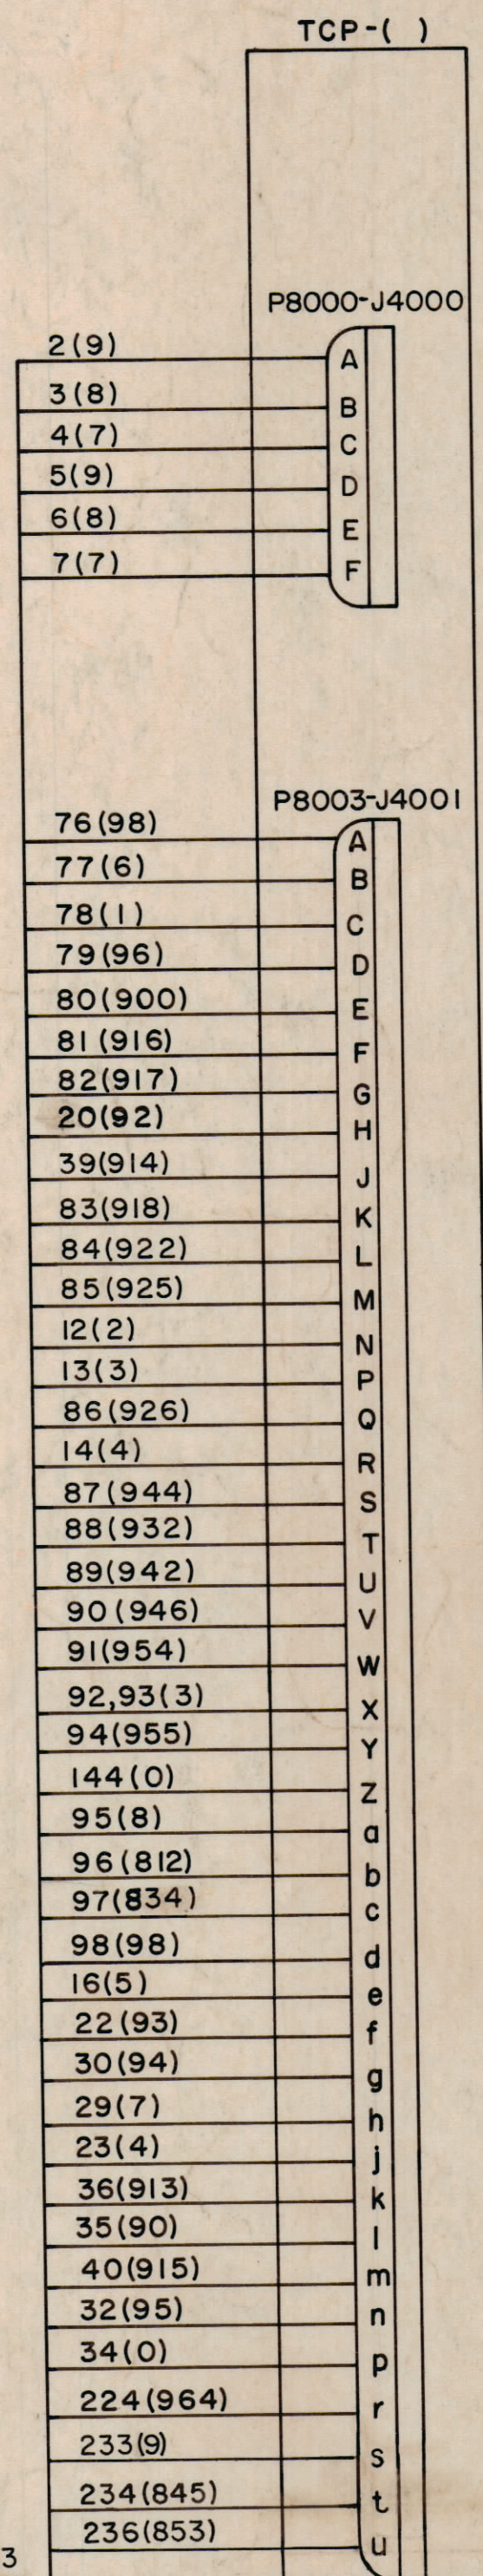 TCP-( )
P8000-J4000
2(9) A
3(8) B
4(7) C
5(9) D
6(8) E
7(7) F
P8003-J4001
76(98) A
77(6) B
78(1) C
79(96) D
80(900) E
81(916) F
82(917) G
20(92) H
39(914) J
83(918) K
84(922) L
85(925) M
12(2) N
13(3) P
86(926) Q
14(4) R
87(944) S
88(932) T
89(942) U
90(946) V
91(954) W
92,93(3) X
94(955) Y
144(0) Z
95(8) a
96(812) b
97(834) c
98(98) d
16(5) e
22(93) f
30(94) g
29(7) h
23(4) j
36(913) k
35(90) l
40(915) m
32(95) n
34(0) p
224(964) r
233(9) s
234(845) t
236(853) u
3